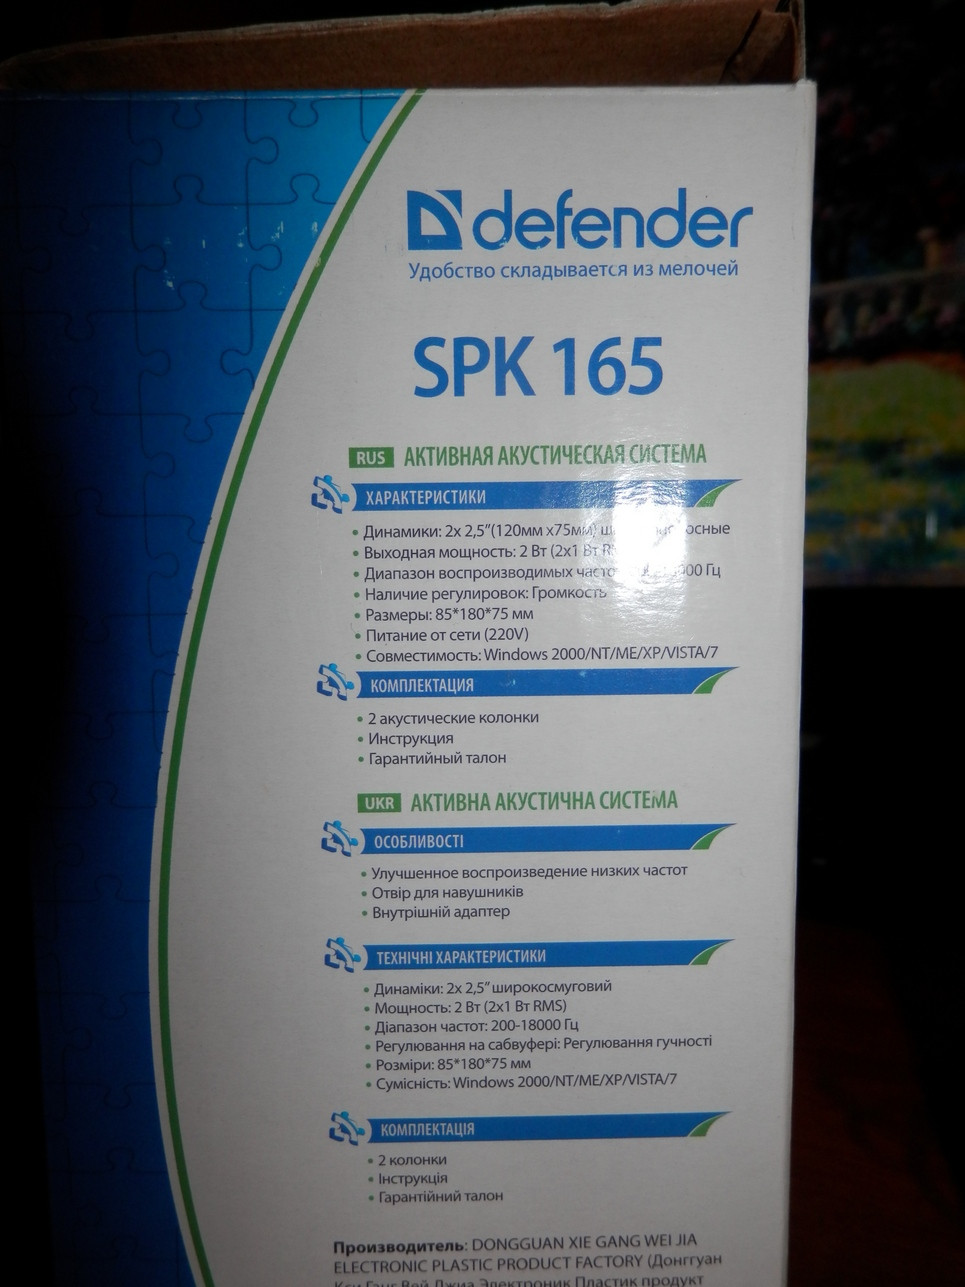 defender
Удобство складывается из мелочей
SPK 165
RUS АКТИВНАЯ АКУСТИЧЕСКАЯ СИСТЕМА
ХАРАКТЕРИСТИКИ
• Динамики: 2x 2,5"(120мм x75мм)
• Выходная мощность: 2 Вт (2x1 Вт
• Диапазон воспроизводимых Гц
• Наличие регулировок: Громкость
• Размеры: 85*180*75 мм
• Питание от сети (220V)
• Совместимость: Windows 2000/NT/ME/XP/VISTA/7
КОМПЛЕКТАЦИЯ
• 2 акустические колонки
• Инструкция
• Гарантийный талон
UKR АКТИВНА АКУСТИЧНА СИСТЕМА
ОСОБЛИВОСТІ
• Улучшенное воспроизведение низких частот
• Отвір для навушників
• Внутрішній адаптер
ТЕХНІЧНІ ХАРАКТЕРИСТИКИ
• Динаміки: 2x 2,5" широкосмуговий
• Мощность: 2 Вт (2x1 Вт RMS)
• Діапазон частот: 200-18000 Гц
• Регулювання на сабвуфері: Регулювання гучності
• Розміри: 85*180*75 мм
• Сумісність: Windows 2000/NT/ME/XP/VISTA/7
КОМПЛЕКТАЦІЯ
• 2 колонки
• Інструкція
• Гарантійний талон
Производитель: DONGGUAN XIE GANG WEI JIA
ELECTRONIC PLASTIC PRODUCT FACTORY (Донггуан
Электроник Пластик продукт